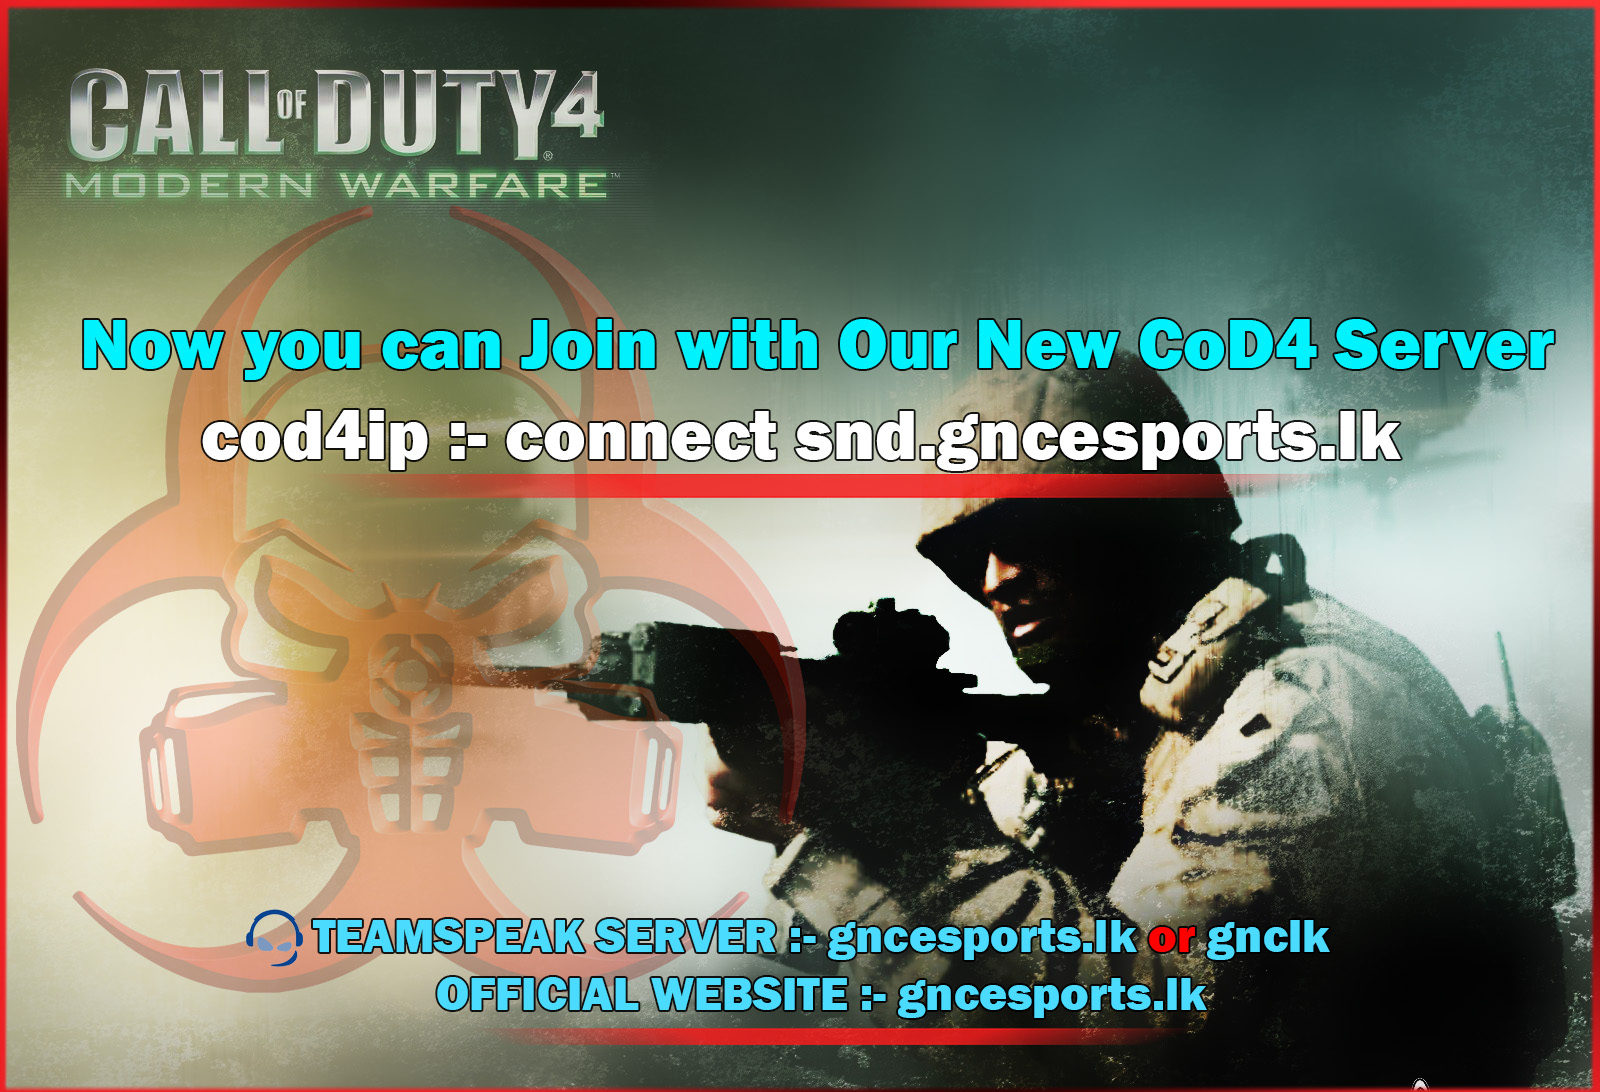 CALL OF DUTY 4®
MODERN WARFARE™
Now you can Join with Our New CoD4 Server
cod4ip :- connect snd.gncesports.lk
TEAMSPEAK SERVER :- gncesports.lk or gnclk
OFFICIAL WEBSITE :- gncesports.lk